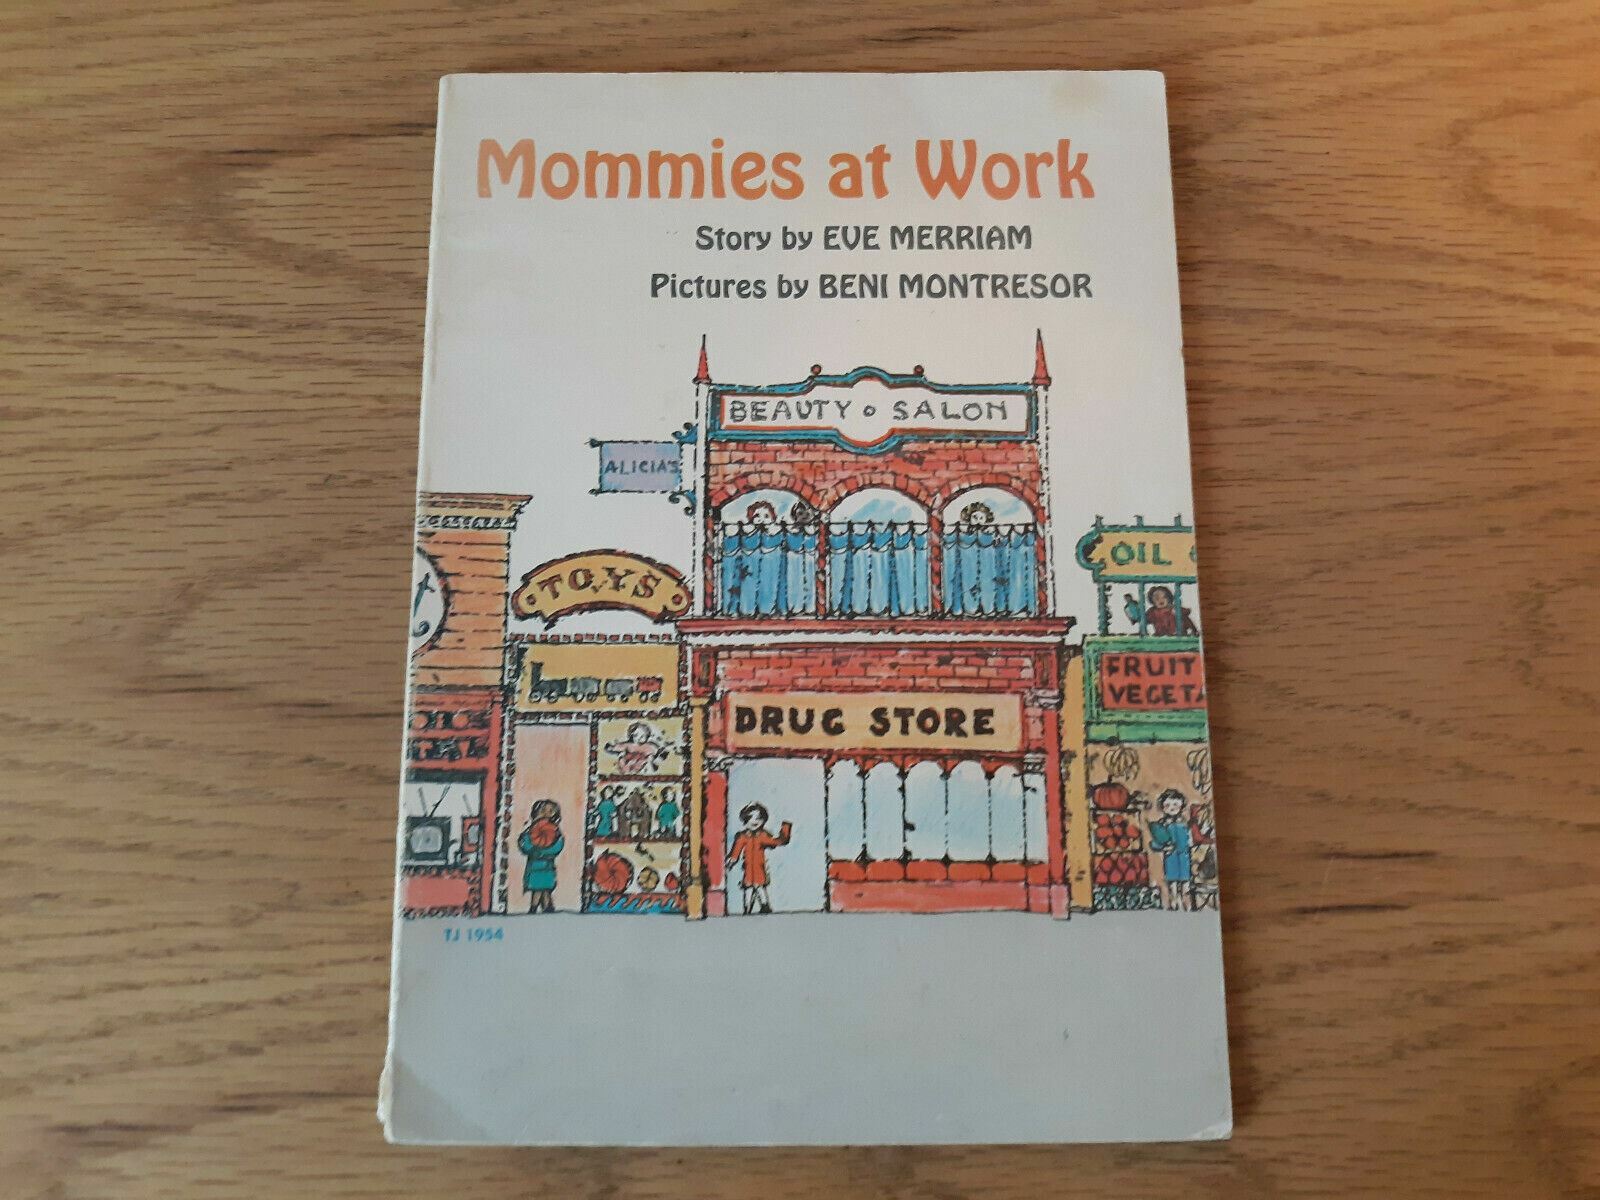 Mommies at Work
Story by EVE MERRIAM
Pictures by BENI MONTRESOR
BEAUTY SALON
ALICIA'S
TOYS
OIL
FRUIT
DRUG STORE
TJ 1954